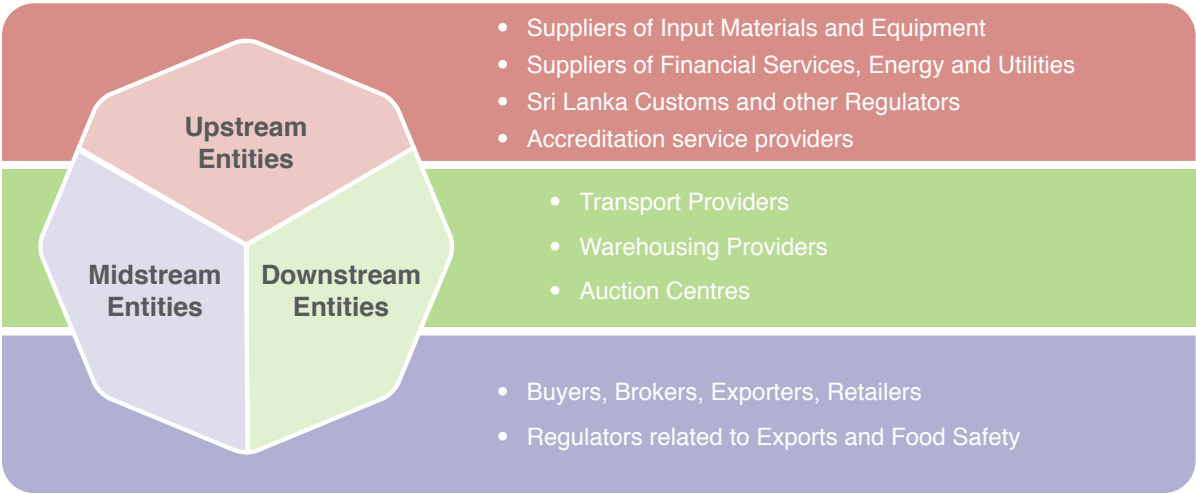 Upstream
Entities
Midstream
Entities
Downstream
Entities
• Suppliers of Input Materials and Equipment
• Suppliers of Financial Services, Energy and Utilities
• Sri Lanka Customs and other Regulators
• Accreditation service providers
• Transport Providers
• Warehousing Providers
• Auction Centres
• Buyers, Brokers, Exporters, Retailers
• Regulators related to Exports and Food Safety